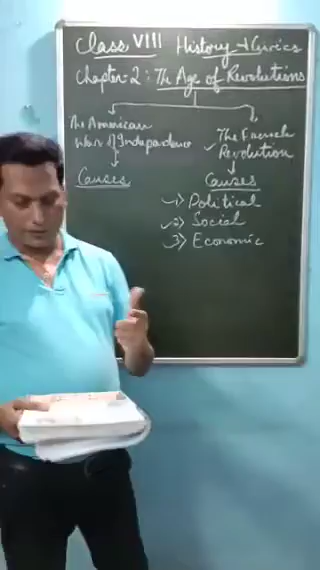 Class VIII History + Civics
Chapter-2: The Age of Revolutions
The American
War of Independence
Causes
The French
Revolution
Causes
1) Political
2) Social
3) Economic